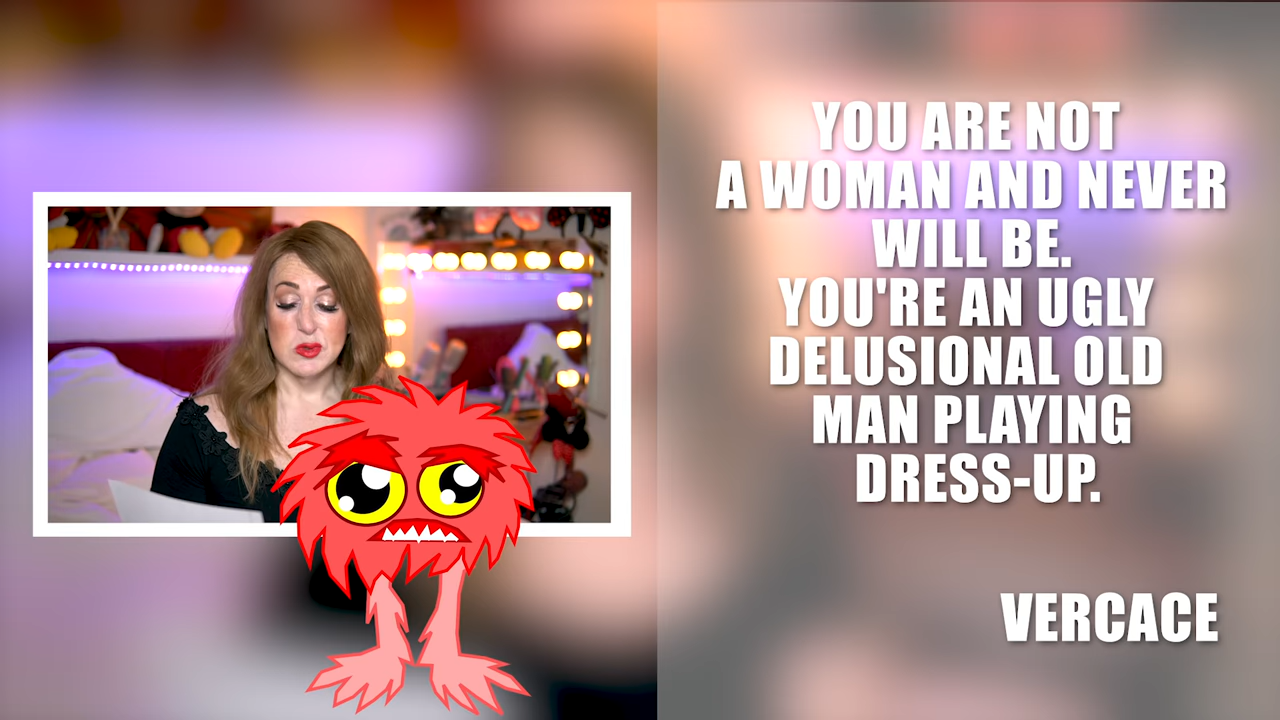 YOU ARE NOT
A WOMAN AND NEVER
WILL BE.
YOU'RE AN UGLY
DELUSIONAL OLD
MAN PLAYING
DRESS-UP.
VERCACE